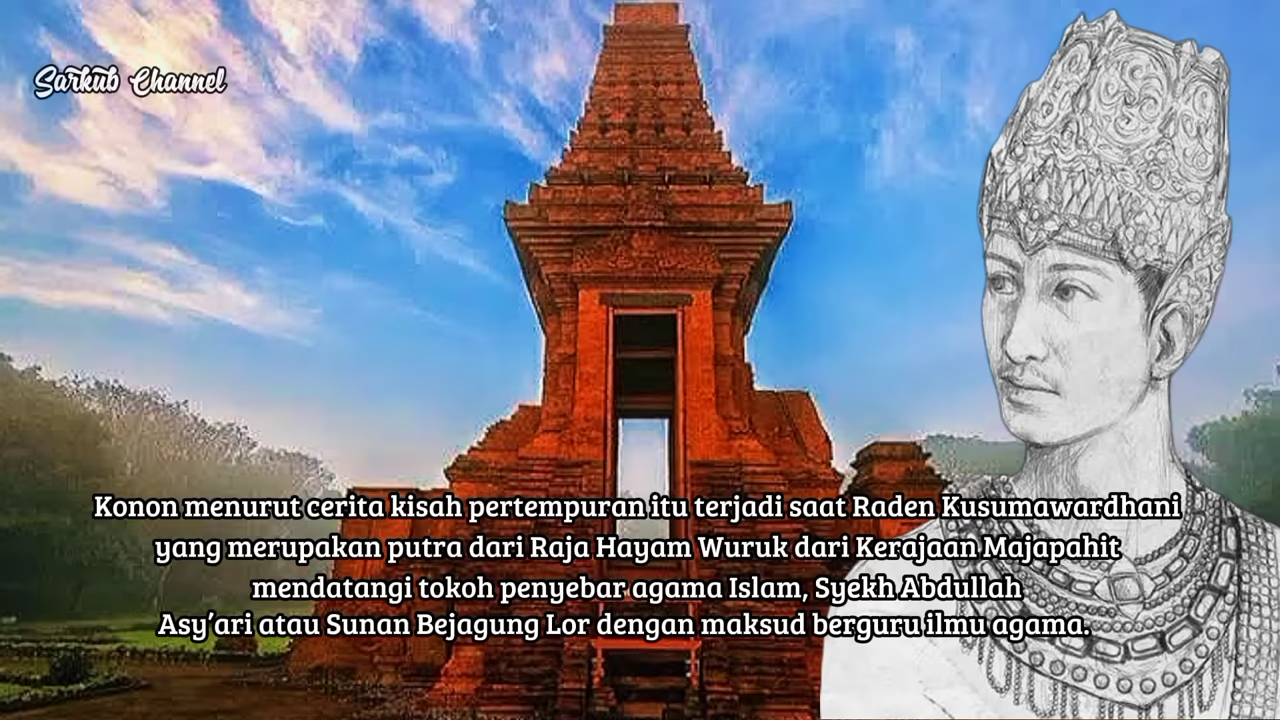 Sarkub Channel
Konon menurut cerita kisah pertempuran itu terjadi saat Raden Kusumawardhani
yang merupakan putra dari Raja Hayam Wuruk dari Kerajaan Majapahit
mendatangi tokoh penyebar agama Islam, Syekh Abdullah
Asy'ari atau Sunan Bejagung Lor dengan maksud berguru ilmu agama.